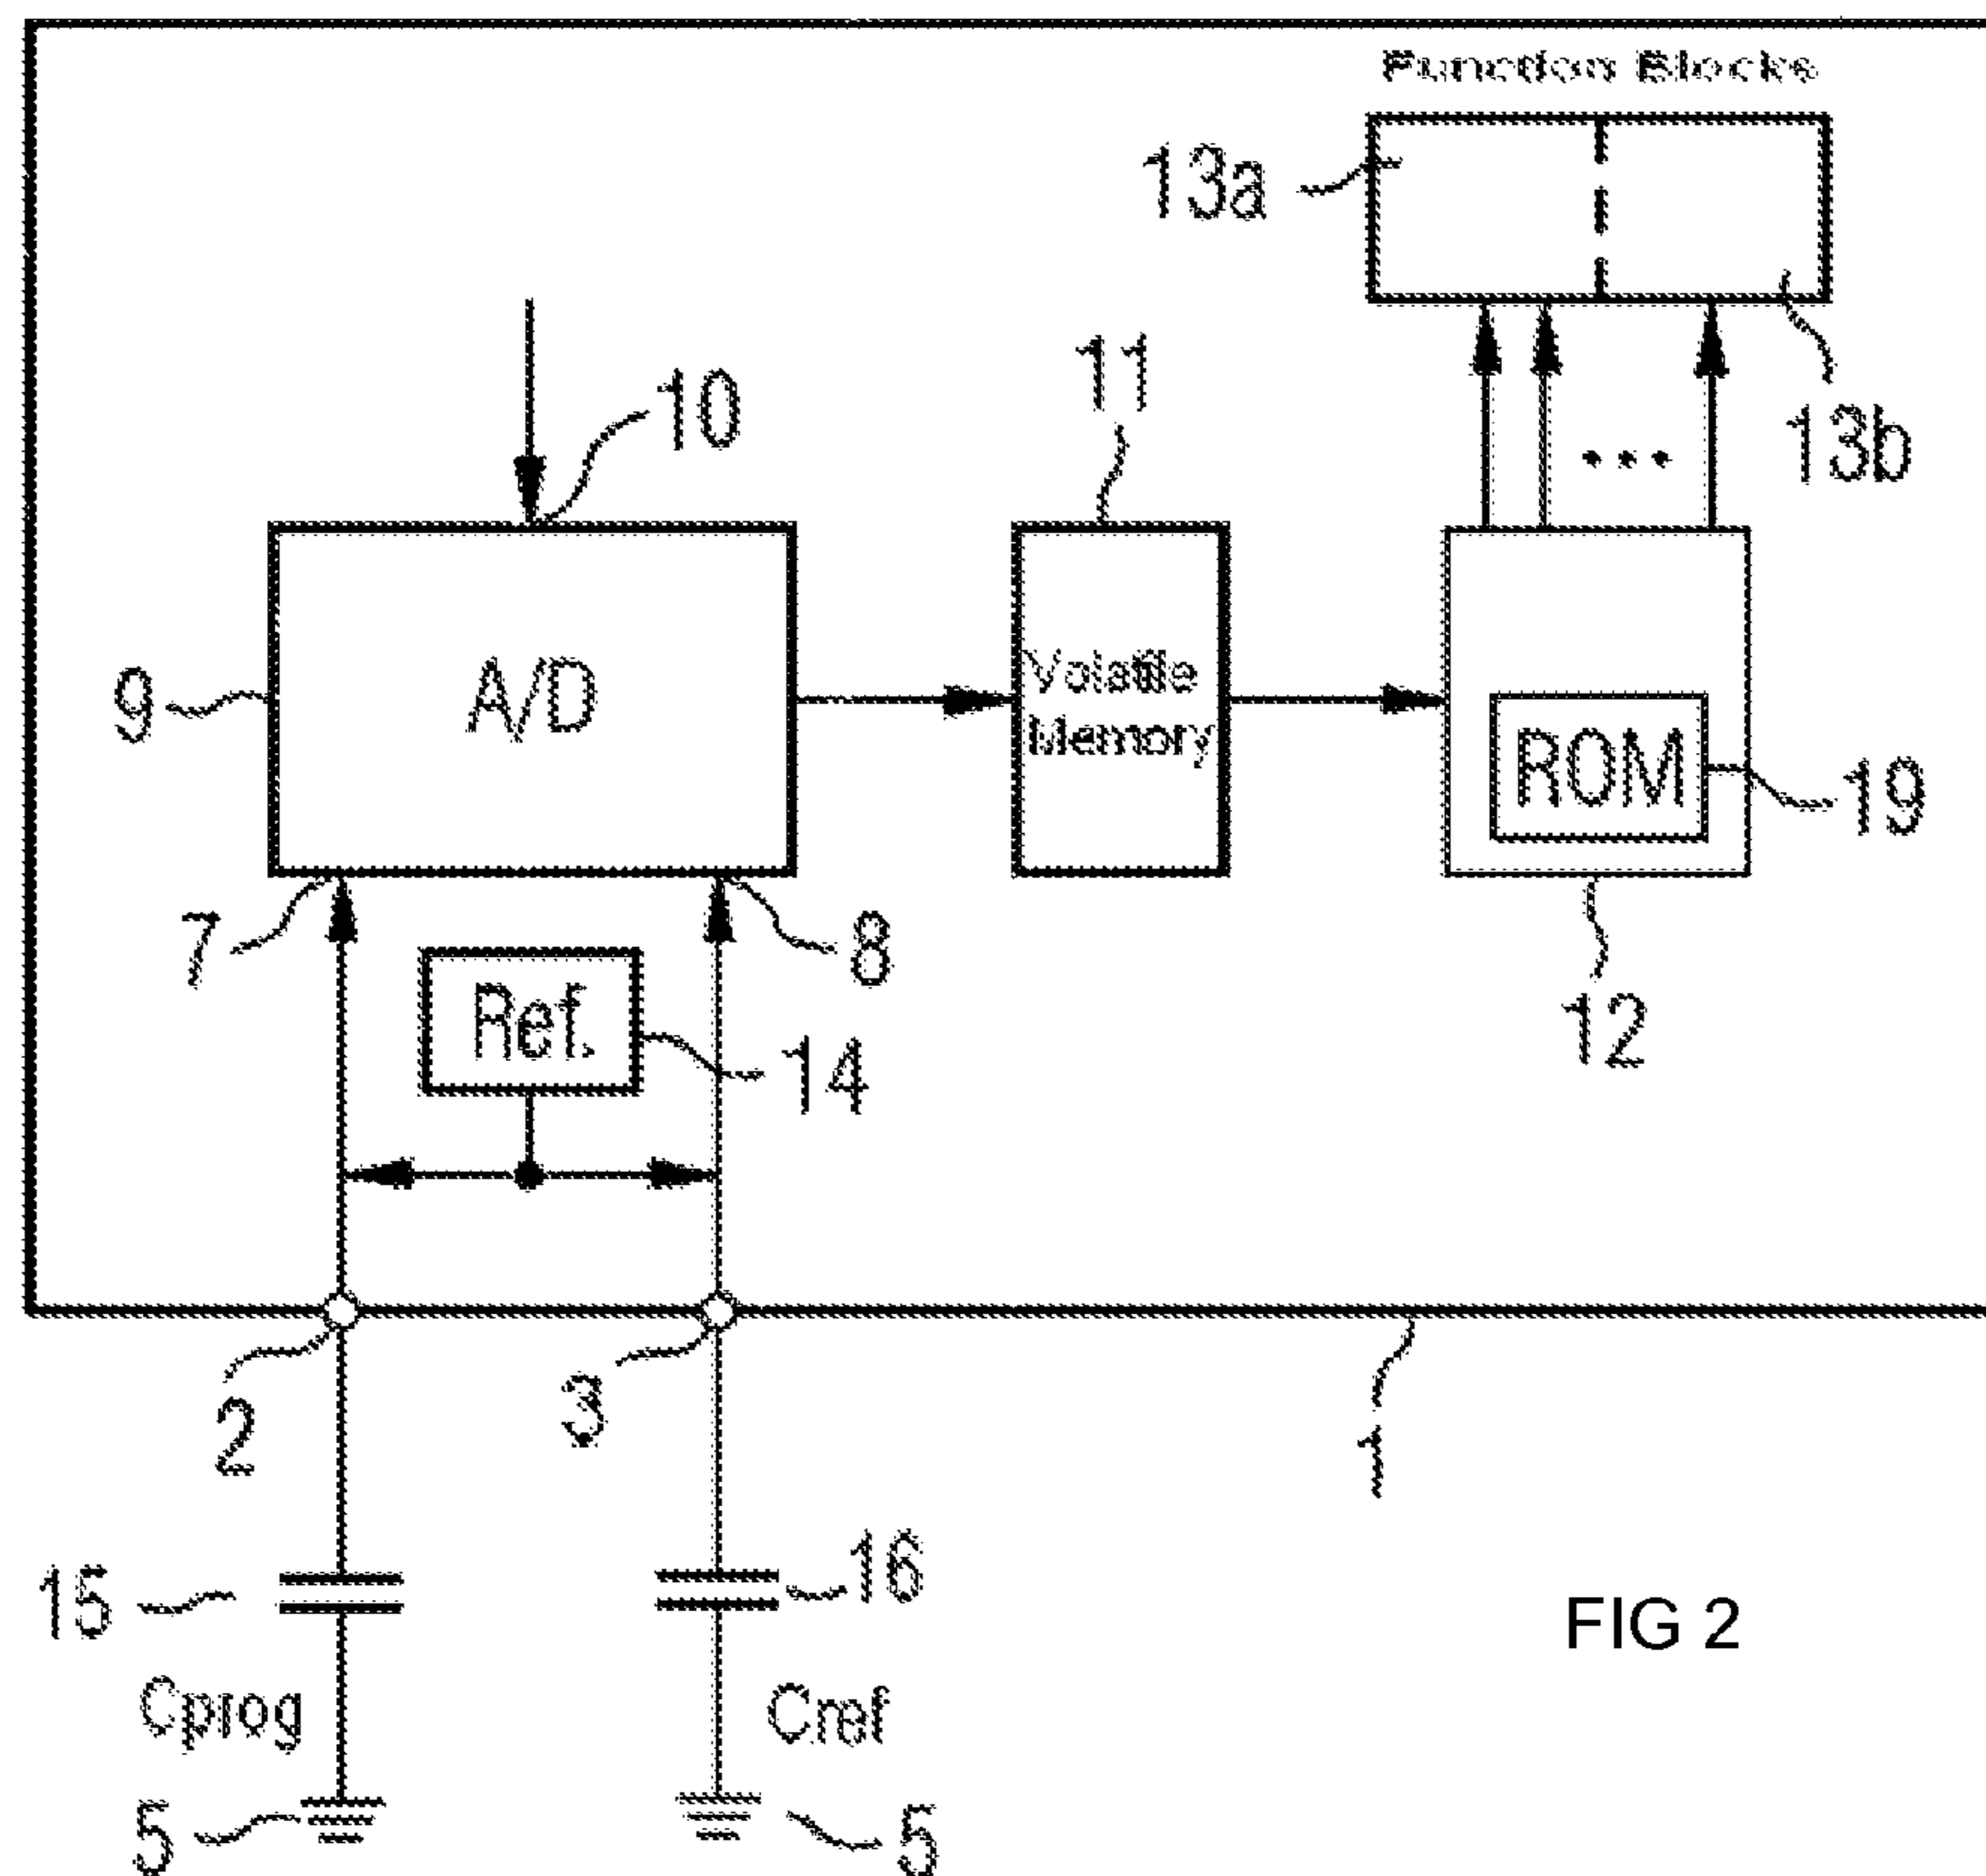 Function Blocks
13a
13b
10
11
9
A/D
Volatile
Memory
ROM
19
7
8
Ref.
14
12
2
3
1
15
16
Cprog
Cref
FIG 2
5
5